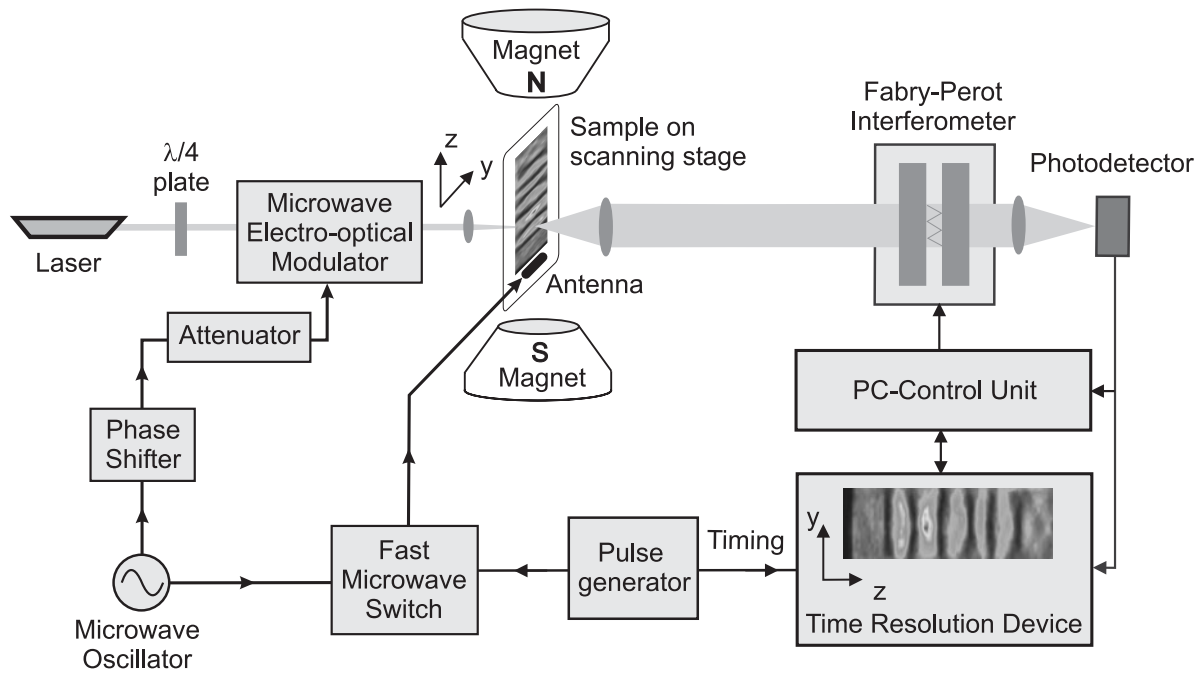 Magnet
N
Fabry-Perot
Interferometer
Sample on
scanning stage
Photodetector
λ/4
plate
z
y
Microwave
Electro-optical
Modulator
Laser
Antenna
Attenuator
S
Magnet
PC-Control Unit
Phase
Shifter
Fast
Microwave
Switch
Pulse
generator
Timing
y
z
Time Resolution Device
Microwave
Oscillator